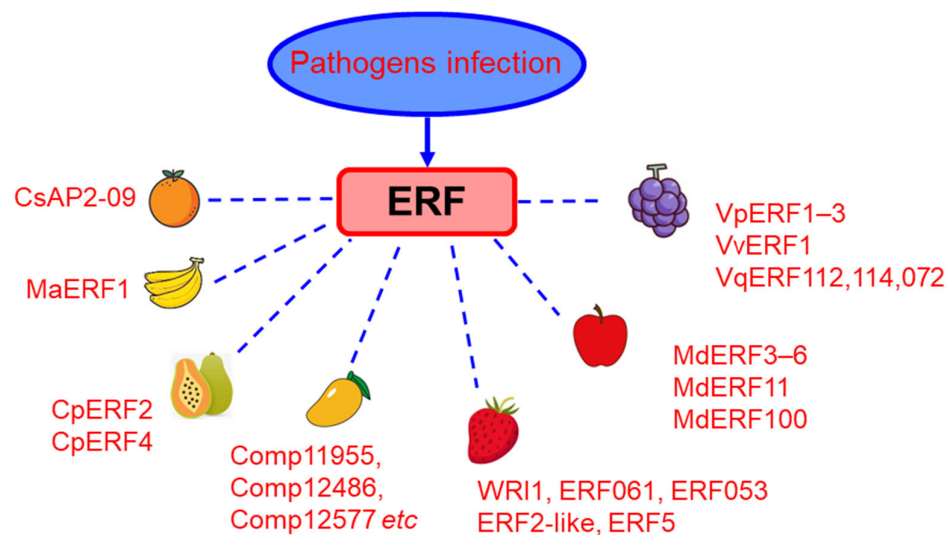 Pathogens infection
ERF
CsAP2-09
MaERF1
CpERF2
CpERF4
Comp11955,
Comp12486,
Comp12577 etc
WRI1, ERF061, ERF053
ERF2-like, ERF5
MdERF3–6
MdERF11
MdERF100
VpERF1–3
VvERF1
VqERF112,114,072